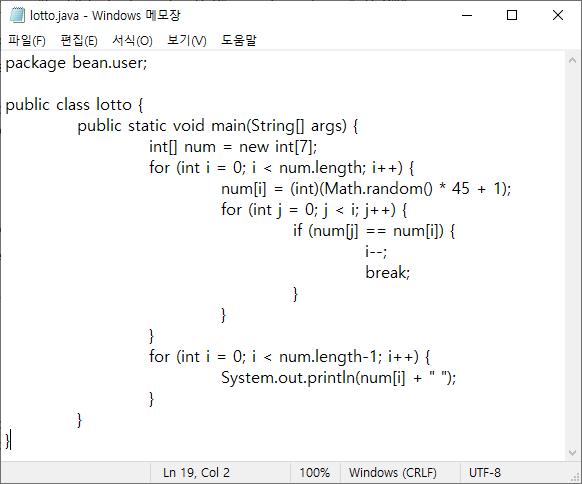 lotto.java - Windows 메모장
파일(F) 편집(E) 서식(O) 보기(V) 도움말
package bean.user;

public class lotto {
	public static void main(String[] args) {
		int[] num = new int[7];
		for (int i = 0; i < num.length; i++) {
			num[i] = (int)(Math.random() * 45 + 1);
			for (int j = 0; j < i; j++) {
				if (num[j] == num[i]) {
					i--;
					break;
				}
			}
		}
		for (int i = 0; i < num.length-1; i++) {
			System.out.println(num[i] + " ");
		}
	}
}
Ln 19, Col 2 100% Windows (CRLF) UTF-8